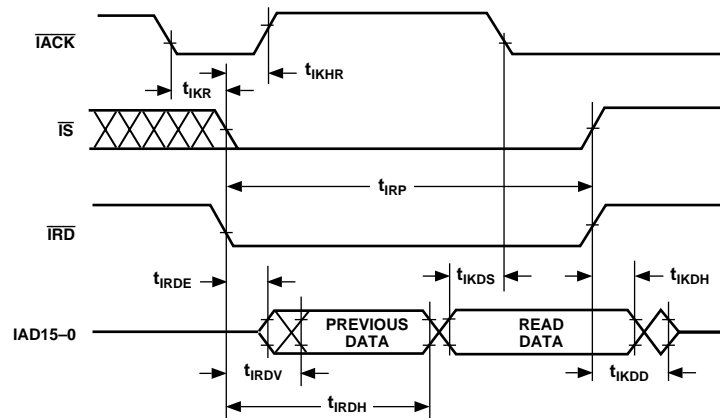 IACK
tIKHR
tIKR
IS
tIRP
IRD
tIRDE
tIKDS
tIKDH
IAD15–0
PREVIOUS
DATA
READ
DATA
tIRDV
tIKDD
tIRDH